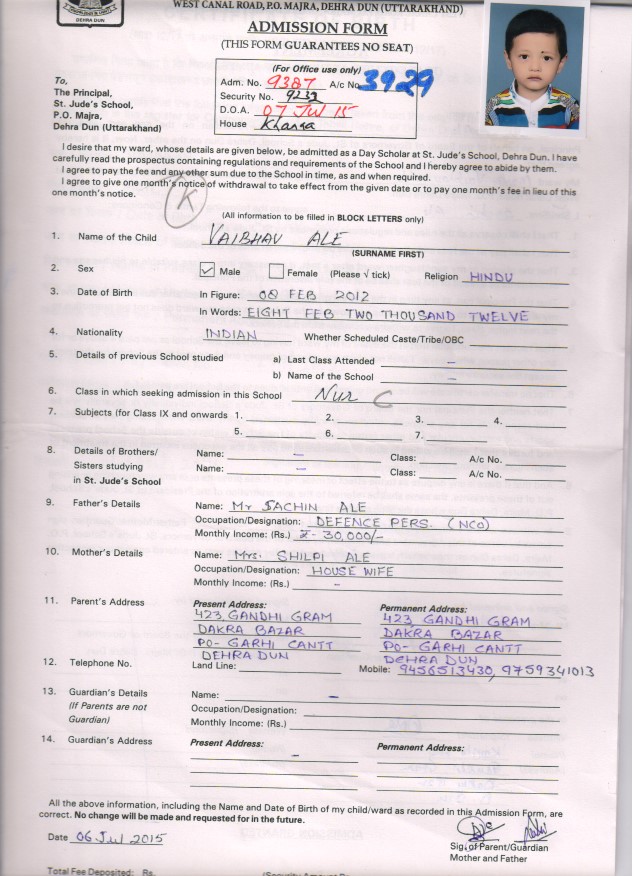 DEHRA DUN
WEST CANAL ROAD, P.O. MAJRA, DEHRA DUN (UTTARAKHAND)
ADMISSION FORM
(THIS FORM GUARANTEES NO SEAT)
(For Office use only)
Adm. No. 9387 A/c No. 3929
Security No. 9232
D.O.A. 07 Jul 15
House Khanna
To,
The Principal,
St. Jude's School,
P.O. Majra,
Dehra Dun (Uttarakhand)
I desire that my ward, whose details are given below, be admitted as a Day Scholar at St. Jude's School, Dehra Dun. I have
carefully read the prospectus containing regulations and requirements of the School and I hereby agree to abide by them.
I agree to pay the fee and any other sum due to the School in time, as and when required.
I agree to give one month's notice of withdrawal to take effect from the given date or to pay one month's fee in lieu of this
one month's notice.
K
(All information to be filled in BLOCK LETTERS only)
1. Name of the Child VAIBHAV ALE
(SURNAME FIRST)
2. Sex ✓ Male Female (Please √ tick) Religion HINDU
3. Date of Birth In Figure: 08 FEB 2012
In Words: EIGHT FEB TWO THOUSAND TWELVE
4. Nationality INDIAN Whether Scheduled Caste/Tribe/OBC
5. Details of previous School studied a) Last Class Attended –
b) Name of the School –
6. Class in which seeking admission in this School Nur C
7. Subjects (for Class IX and onwards 1. 2. 3. 4.
5. 6. 7.
8. Details of Brothers/ Name: – Class: A/c No.
Sisters studying Name: – Class: A/c No.
in St. Jude's School
9. Father's Details Name: Mr SACHIN ALE
Occupation/Designation: DEFENCE PERS. (NCO)
Monthly Income: (Rs.) 30,000/-
10. Mother's Details Name: Mrs. SHILPI ALE
Occupation/Designation: HOUSE WIFE
Monthly Income: (Rs.) –
11. Parent's Address Present Address: Permanent Address:
423, GANDHI GRAM 423, GANDHI GRAM
DAKRA BAZAR DAKRA BAZAR
PO- GARHI CANTT PO- GARHI CANTT
DEHRA DUN DEHRA DUN
12. Telephone No. Land Line: Mobile: 9456513430, 9759341013
13. Guardian's Details Name: –
(If Parents are not Occupation/Designation:
Guardian) Monthly Income: (Rs.)
14. Guardian's Address Present Address: – Permanent Address:
All the above information, including the Name and Date of Birth of my child/ward as recorded in this Admission Form, are
correct. No change will be made and requested for in the future.
Date 06 Jul 2015
Sig. of Parent/Guardian
Mother and Father
Total Fee Deposited: Rs.